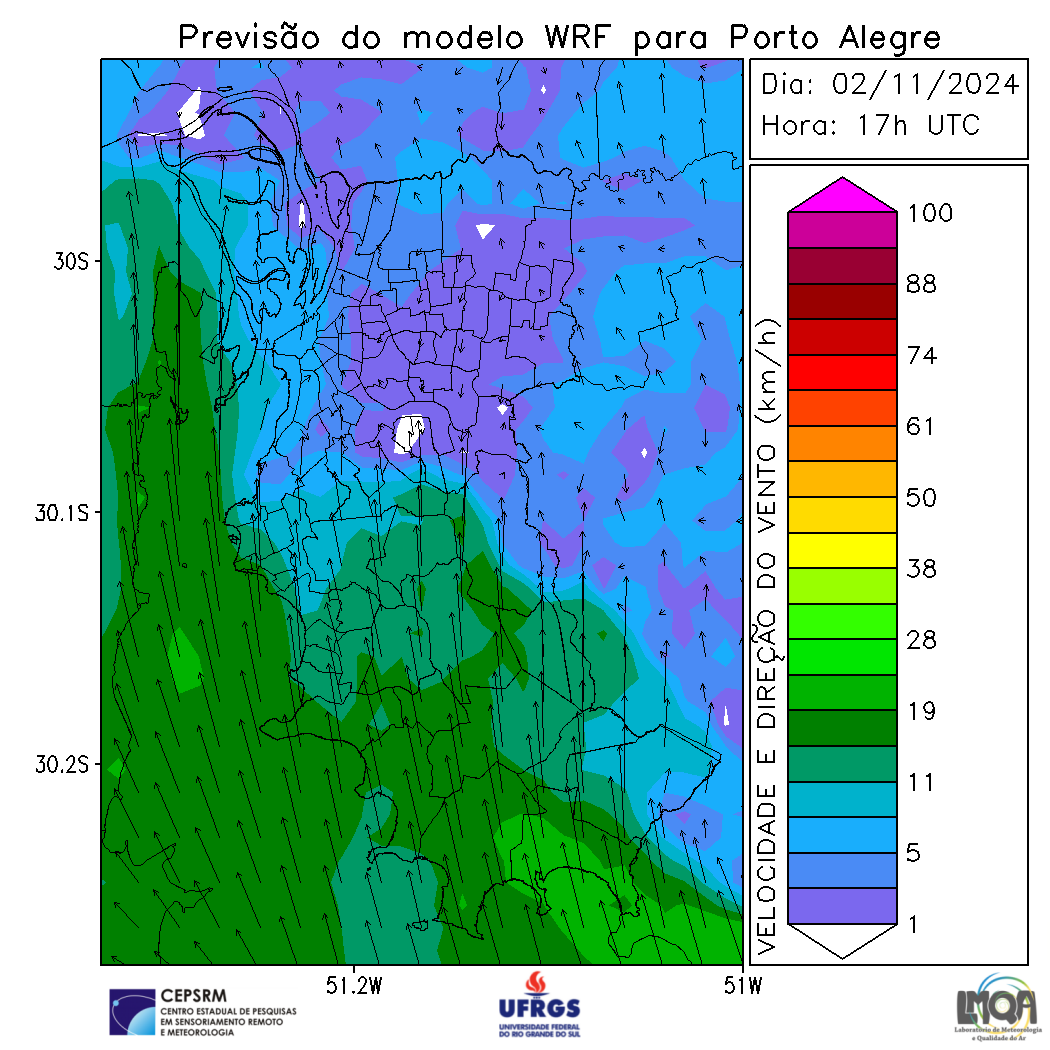 Previsão do modelo WRF para Porto Alegre
Dia: 02/11/2024
Hora: 17h UTC
30S
30.1S
30.2S
51.2W
51W
VELOCIDADE E DIREÇÃO DO VENTO (km/h)
100
88
74
61
50
38
28
19
11
5
1
CEPSRM
CENTRO ESTADUAL DE PESQUISAS
EM SENSORIAMENTO REMOTO
E METEOROLOGIA
UFRGS
UNIVERSIDADE FEDERAL
DO RIO GRANDE DO SUL
LMQA
Laboratório de Meteorologia
e Qualidade do Ar